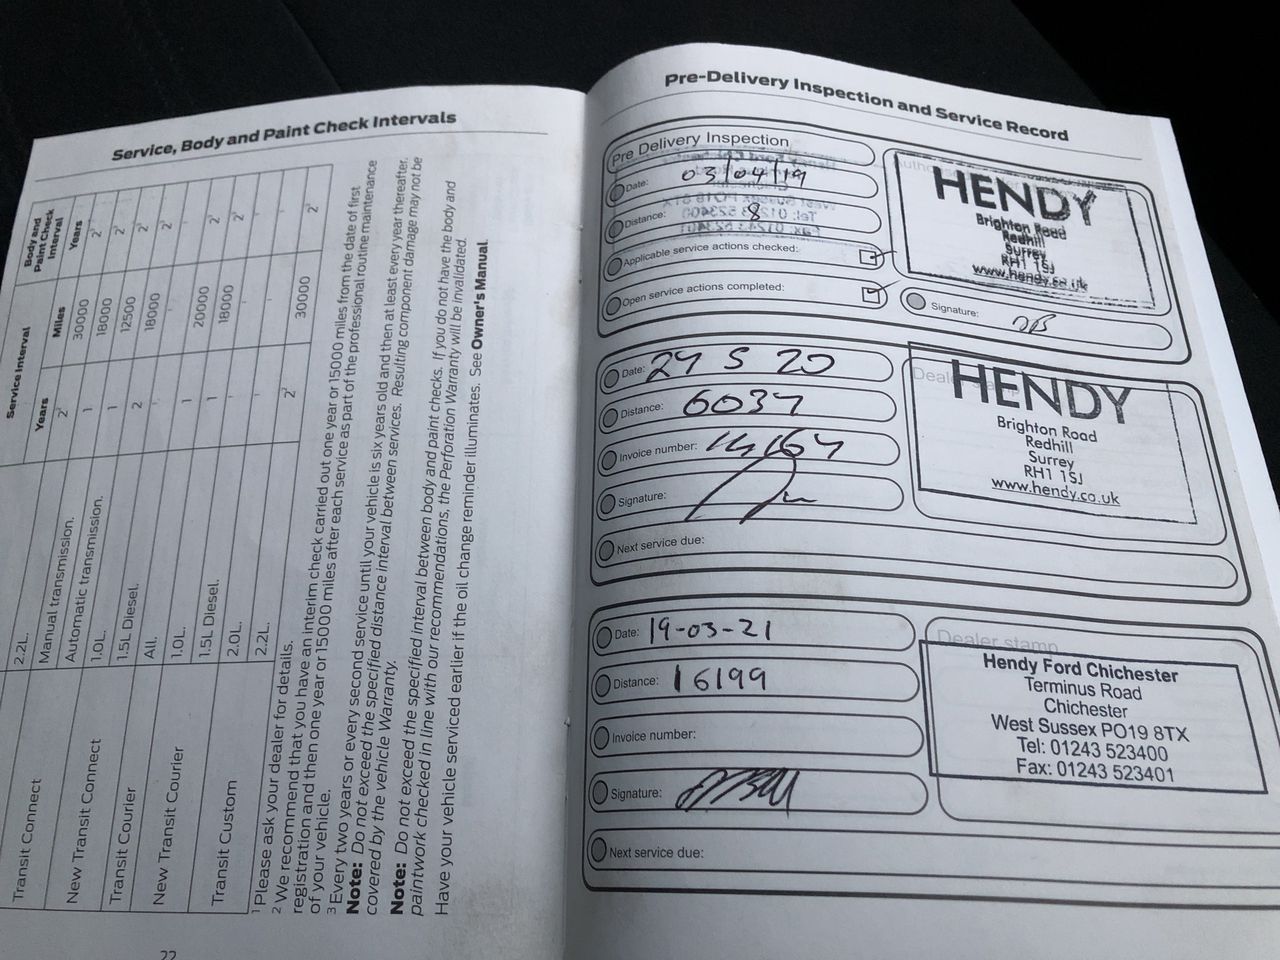 Service, Body and Paint Check Intervals
Service Interval
Body and
Paint Check
Interval
Years
Miles
Years
Transit Connect
2.2L.
2²
30000
2³
New Transit Connect
Manual transmission.
1
18000
2³
Automatic transmission.
1
12500
2³
Transit Courier
1.0L.
2
18000
2³
1.5L Diesel.
-
-
-
New Transit Courier
All.
1
20000
2³
1.0L.
1
18000
2³
1.5L Diesel.
-
-
-
Transit Custom
2.0L.
-
-
-
2.2L.
2²
30000
2³
¹ Please ask your dealer for details.
² We recommend that you have an interim check carried out one year or 15000 miles from the date of first
registration and then one year or 15000 miles after each service as part of the professional routine maintenance
of your vehicle.
³ Every two years or every second service until your vehicle is six years old and then at least every year thereafter.
Note: Do not exceed the specified distance interval between services. Resulting component damage may not be
covered by the vehicle Warranty.
Note: Do not exceed the specified interval between body and paint checks. If you do not have the body and
paintwork checked in line with our recommendations, the Perforation Warranty will be invalidated.
Have your vehicle serviced earlier if the oil change reminder illuminates. See Owner's Manual.
22
Pre-Delivery Inspection and Service Record
Pre Delivery Inspection
Date: 03/04/19
Distance: 8
Applicable service actions checked:
Open service actions completed:
HENDY
Brighton Road
Redhill
Surrey
RH1 1SJ
www.hendy.co.uk
Signature:
Date: 27 5 20
Distance: 6037
Invoice number:
Signature:
Next service due:
Dealer stamp
HENDY
Brighton Road
Redhill
Surrey
RH1 1SJ
www.hendy.co.uk
Date: 19-03-21
Distance: 16199
Invoice number:
Signature:
Next service due:
Dealer stamp
Hendy Ford Chichester
Terminus Road
Chichester
West Sussex PO19 8TX
Tel: 01243 523400
Fax: 01243 523401